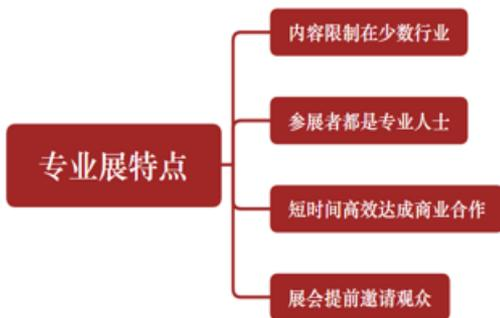 专业展特点
内容限制在少数行业
参展者都是专业人士
短时间高效达成商业合作
展会提前邀请观众